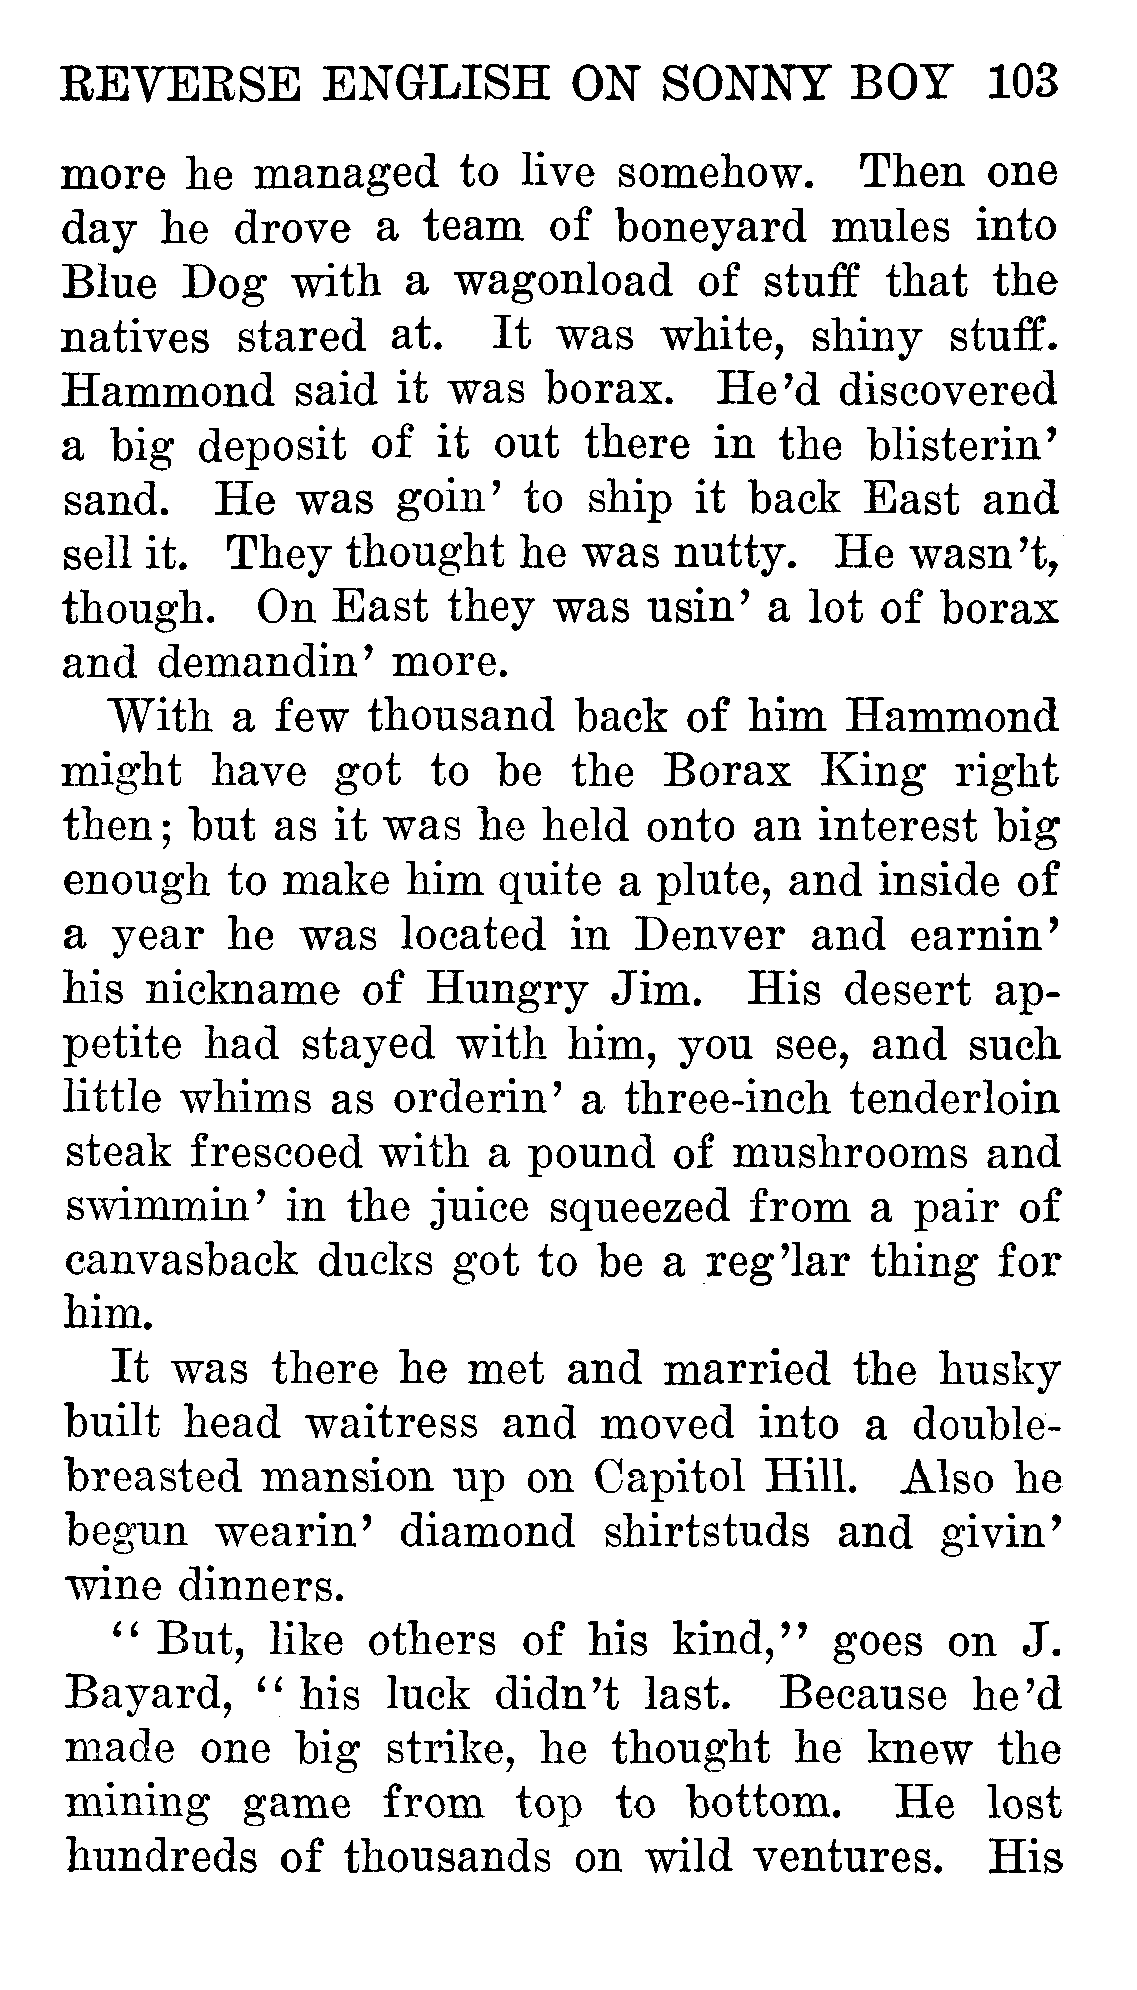 REVERSE ENGLISH ON SONNY BOY 103
more he managed to live somehow. Then one
day he drove a team of boneyard mules into
Blue Dog with a wagonload of stuff that the
natives stared at. It was white, shiny stuff.
Hammond said it was borax. He'd discovered
a big deposit of it out there in the blisterin'
sand. He was goin' to ship it back East and
sell it. They thought he was nutty. He wasn't,
though. On East they was usin' a lot of borax
and demandin' more.
With a few thousand back of him Hammond
might have got to be the Borax King right
then; but as it was he held onto an interest big
enough to make him quite a plute, and inside of
a year he was located in Denver and earnin'
his nickname of Hungry Jim. His desert ap-
petite had stayed with him, you see, and such
little whims as orderin' a three-inch tenderloin
steak frescoed with a pound of mushrooms and
swimmin' in the juice squeezed from a pair of
canvasback ducks got to be a reg'lar thing for
him.
It was there he met and married the husky
built head waitress and moved into a double-
breasted mansion up on Capitol Hill. Also he
begun wearin' diamond shirtstuds and givin'
wine dinners.
"But, like others of his kind," goes on J.
Bayard, "his luck didn't last. Because he'd
made one big strike, he thought he knew the
mining game from top to bottom. He lost
hundreds of thousands on wild ventures. His